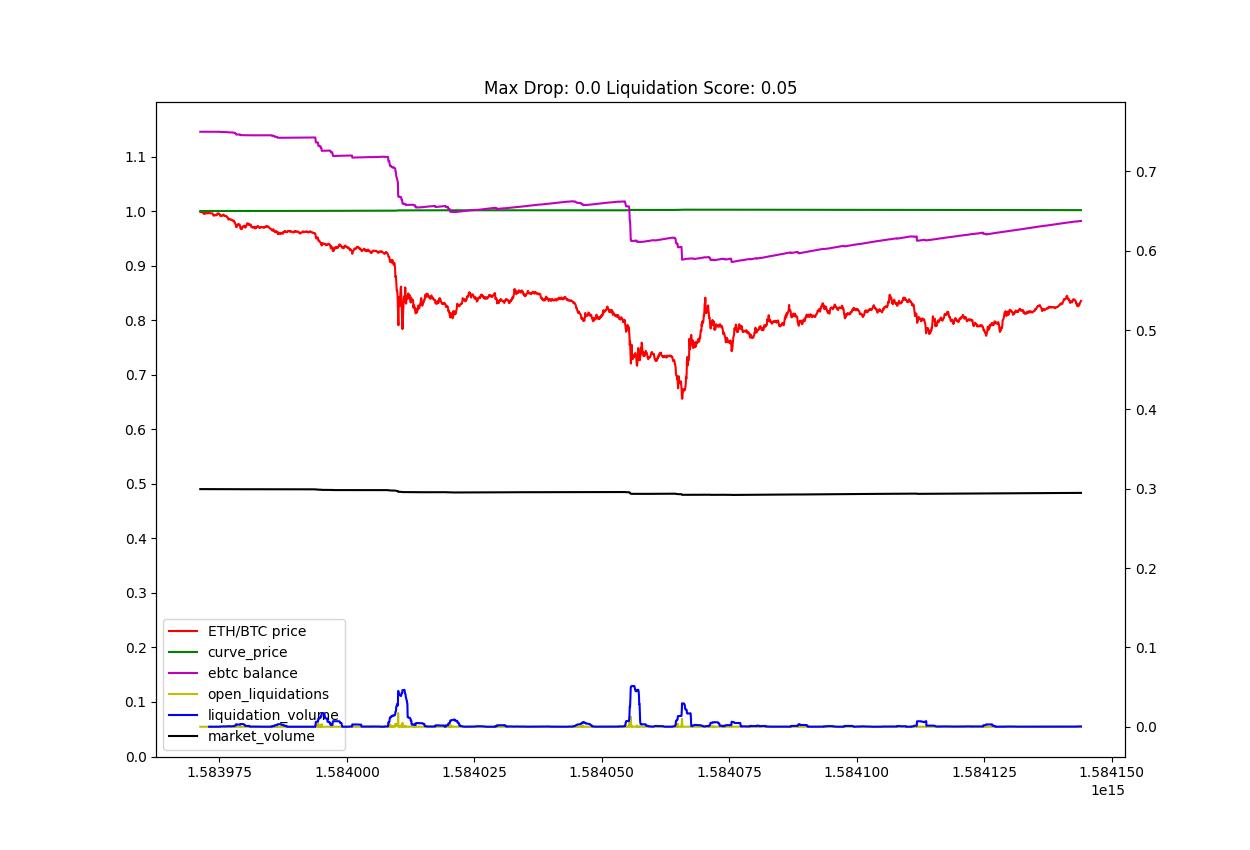 Max Drop: 0.0 Liquidation Score: 0.05
1.1
1.0
0.9
0.8
0.7
0.6
0.5
0.4
0.3
0.2
0.1
0.0
0.7
0.6
0.5
0.4
0.3
0.2
0.1
0.0
ETH/BTC price
curve_price
ebtc balance
open_liquidations
liquidation_volume
market_volume
1.583975 1.584000 1.584025 1.584050 1.584075 1.584100 1.584125 1.584150
1e15